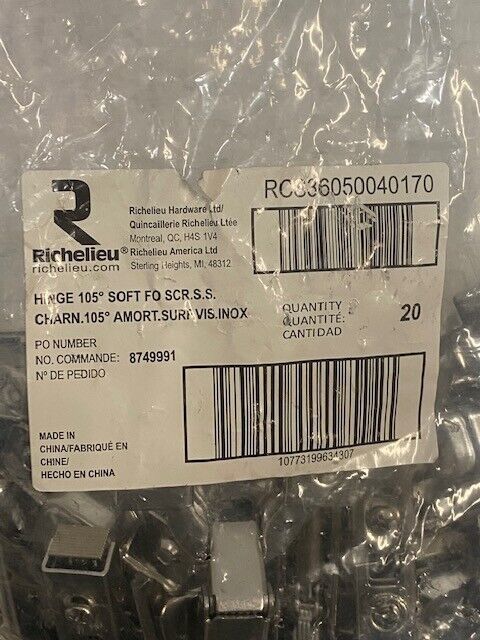 Richelieu®
richelieu.com
Richelieu Hardware Ltd/
Quincaillerie Richelieu Ltée
Montreal, QC, H4S 1V4
Richelieu America Ltd
Sterling Heights, MI, 48312
RC336050040170
HINGE 105° SOFT FO SCR.S.S.
CHARN.105° AMORT.SURF VIS.INOX
QUANTITY
QUANTITÉ:
CANTIDAD
20
PO NUMBER
NO. COMMANDE: 8749991
Nº DE PEDIDO
10773199634307
MADE IN
CHINA/FABRIQUÉ EN
CHINE/
HECHO EN CHINA